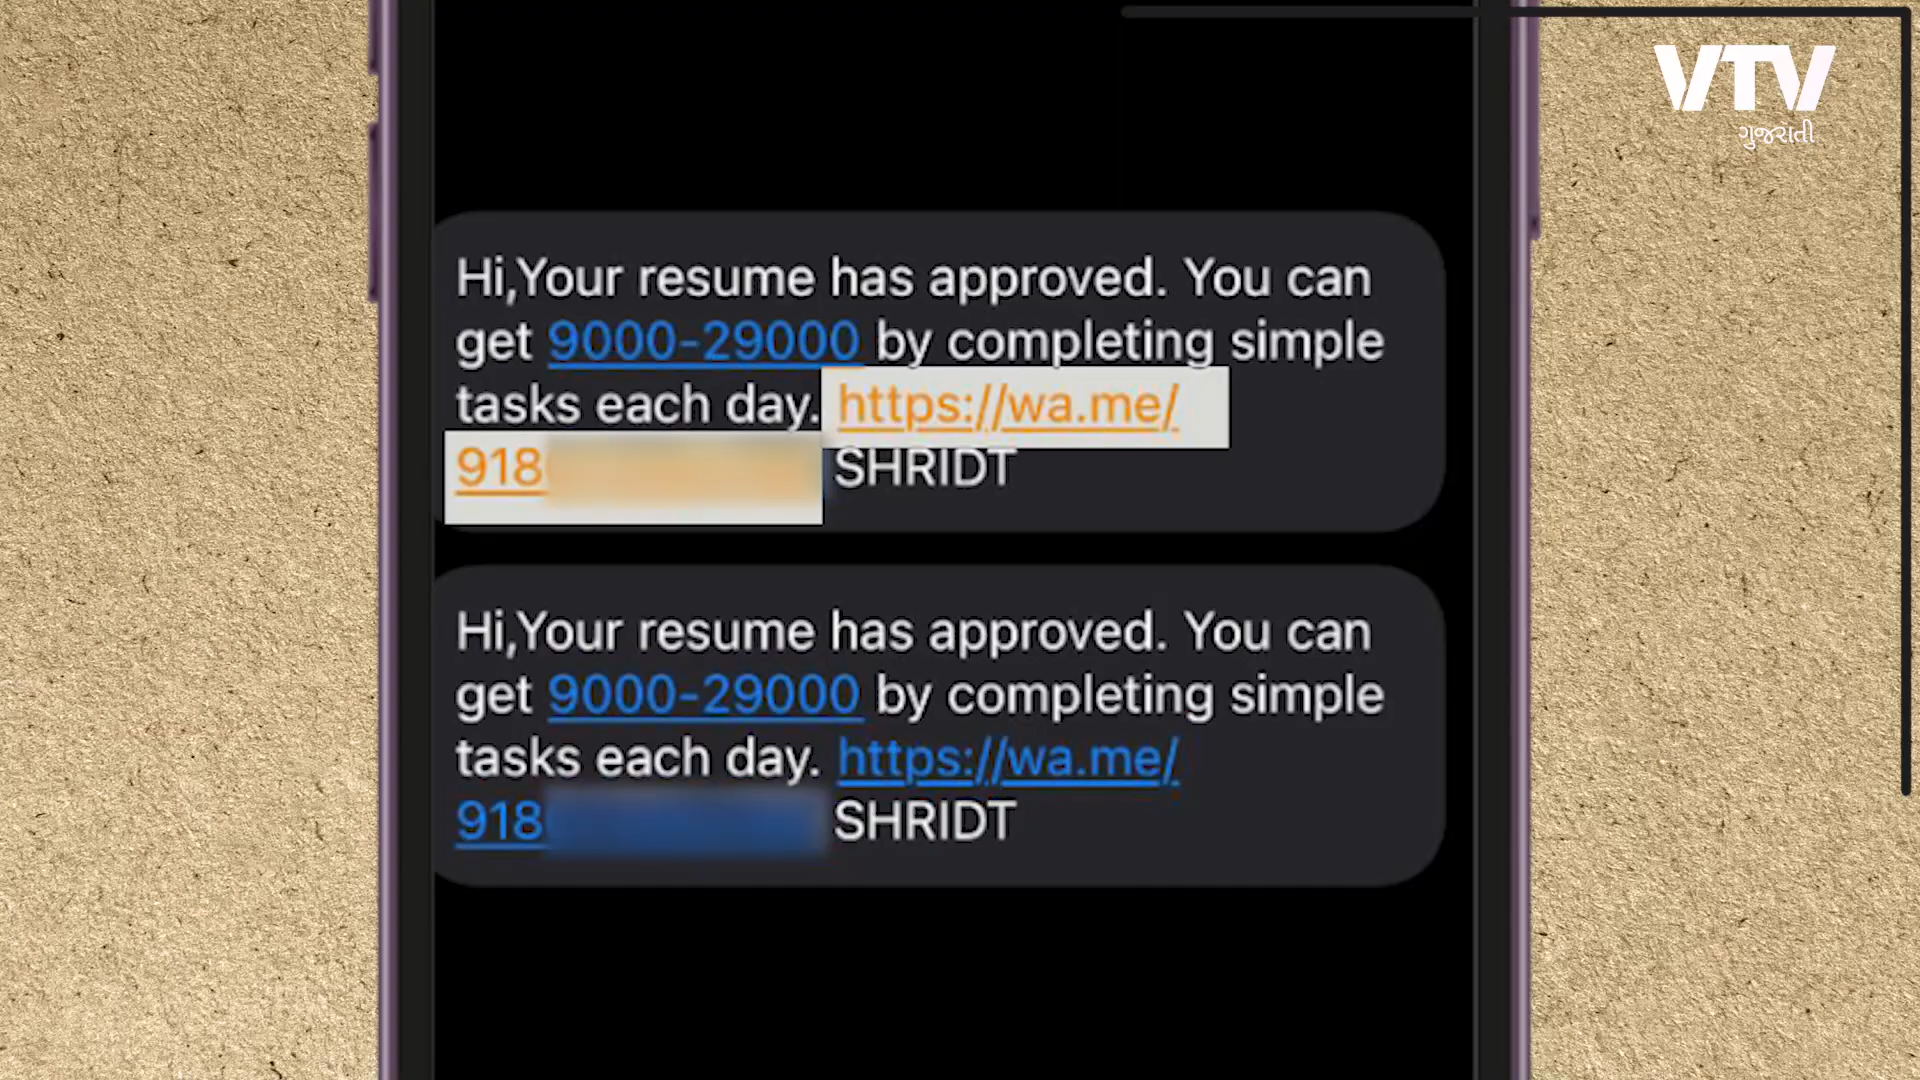 VTV
ગુજરાતી
Hi,Your resume has approved. You can
get 9000-29000 by completing simple
tasks each day. https://wa.me/
918 SHRIDT
Hi,Your resume has approved. You can
get 9000-29000 by completing simple
tasks each day. https://wa.me/
918 SHRIDT